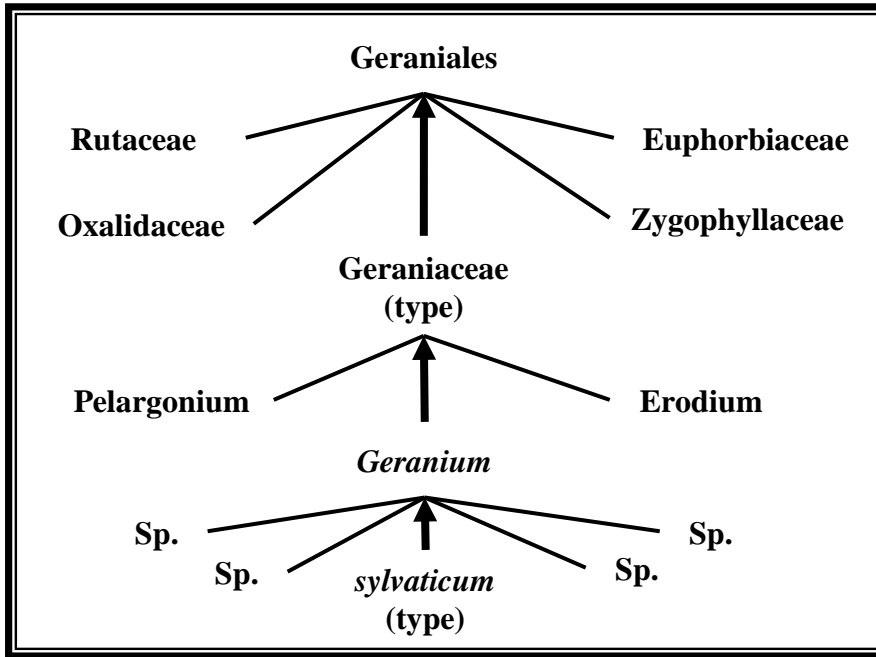 Geraniales
Rutaceae
Euphorbiaceae
Oxalidaceae
Zygophyllaceae
Geraniaceae
(type)
Pelargonium
Erodium
Geranium
Sp.
Sp.
Sp.
Sp.
sylvaticum
(type)